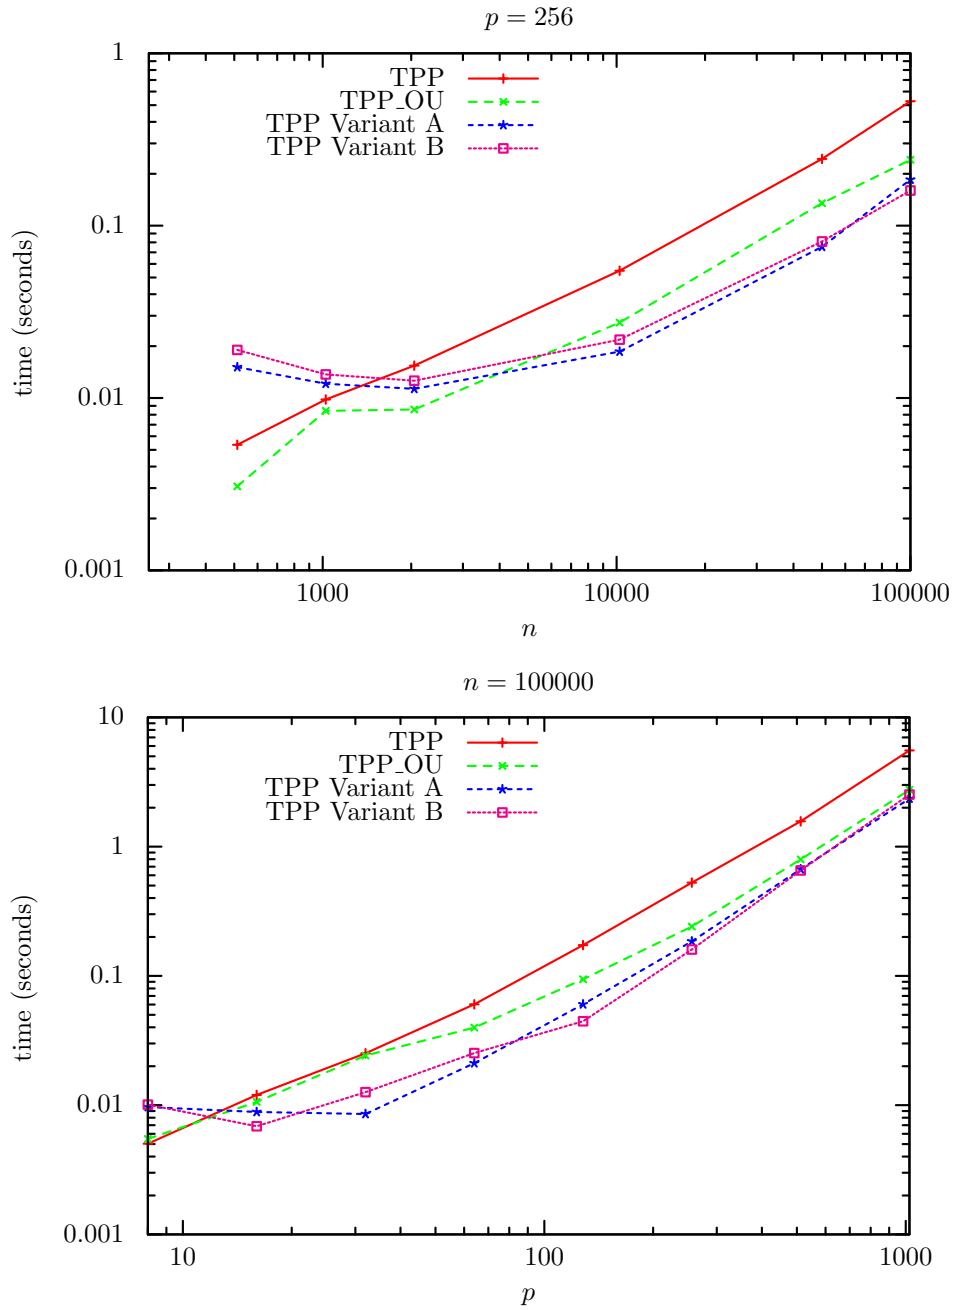 p = 256
1
0.1
0.01
0.001
time (seconds)
TPP
TPP_OU
TPP Variant A
TPP Variant B
1000 10000 100000
n
n = 100000
10
1
0.1
0.01
0.001
time (seconds)
TPP
TPP_OU
TPP Variant A
TPP Variant B
10 100 1000
p